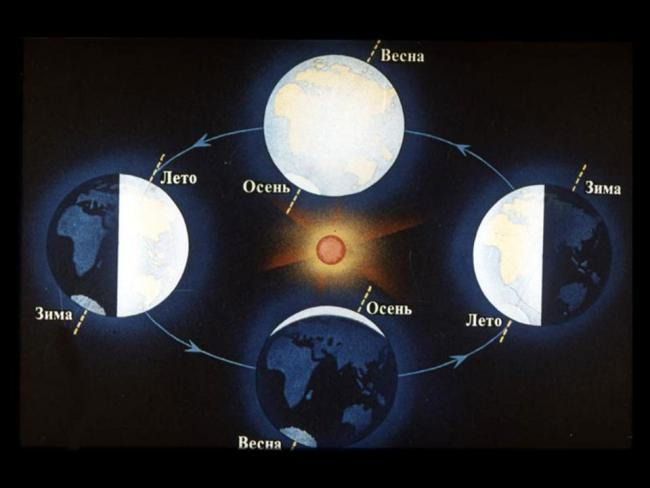 Весна
Лето
Осень
Зима
Зима
Осень
Лето
Весна